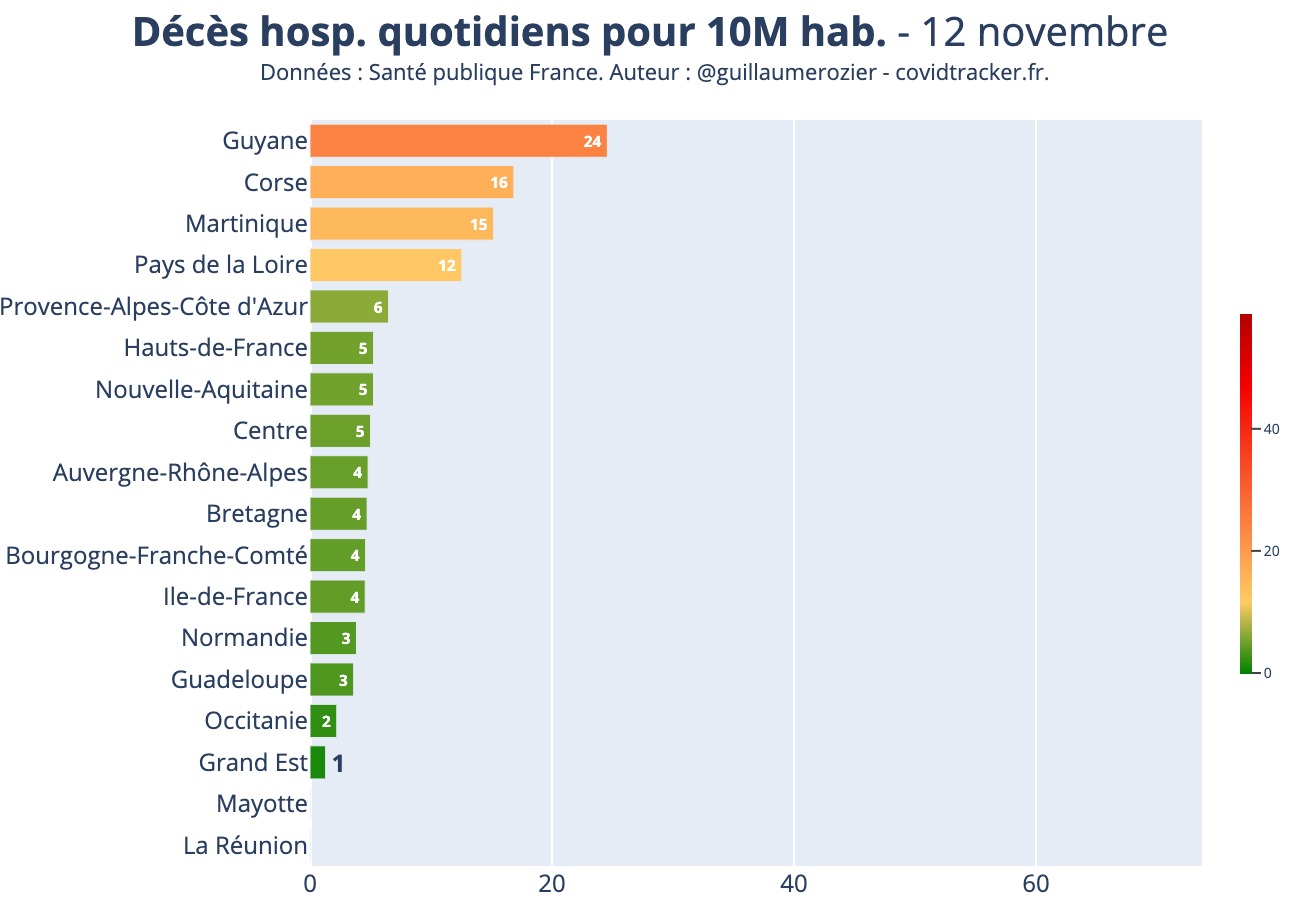 Décès hosp. quotidiens pour 10M hab. - 12 novembre
Données : Santé publique France. Auteur : @guillaumerozier - covidtracker.fr.
Guyane 24
Corse 16
Martinique 15
Pays de la Loire 12
Provence-Alpes-Côte d'Azur 6
Hauts-de-France 5
Nouvelle-Aquitaine 5
Centre 5
Auvergne-Rhône-Alpes 4
Bretagne 4
Bourgogne-Franche-Comté 4
Ile-de-France 4
Normandie 3
Guadeloupe 3
Occitanie 2
Grand Est 1
Mayotte
La Réunion
0 20 40 60
40
20
0